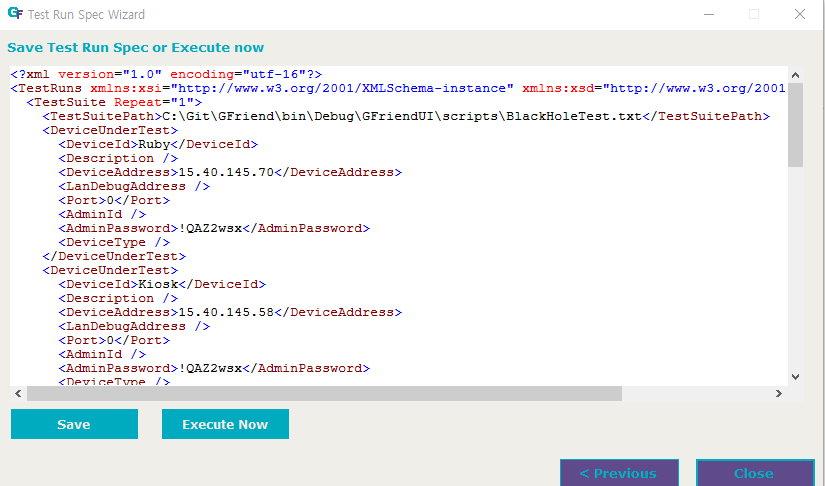 GF Test Run Spec Wizard
Save Test Run Spec or Execute now
<?xml version="1.0" encoding="utf-16"?>
<TestRuns xmlns:xsi="http://www.w3.org/2001/XMLSchema-instance" xmlns:xsd="http://www.w3.org/2001
<TestSuite Repeat="1">
<TestSuitePath>C:\Git\GFriend\bin\Debug\GFriendUI\scripts\BlackHoleTest.txt</TestSuitePath>
<DeviceUnderTest>
<DeviceId>Ruby</DeviceId>
<Description />
<DeviceAddress>15.40.145.70</DeviceAddress>
<LanDebugAddress />
<Port>0</Port>
<AdminId />
<AdminPassword>!QAZ2wsx</AdminPassword>
<DeviceType />
</DeviceUnderTest>
<DeviceUnderTest>
<DeviceId>Kiosk</DeviceId>
<Description />
<DeviceAddress>15.40.145.58</DeviceAddress>
<LanDebugAddress />
<Port>0</Port>
<AdminId />
<AdminPassword>!QAZ2wsx</AdminPassword>
<DeviceType />
Save Execute Now
< Previous Close